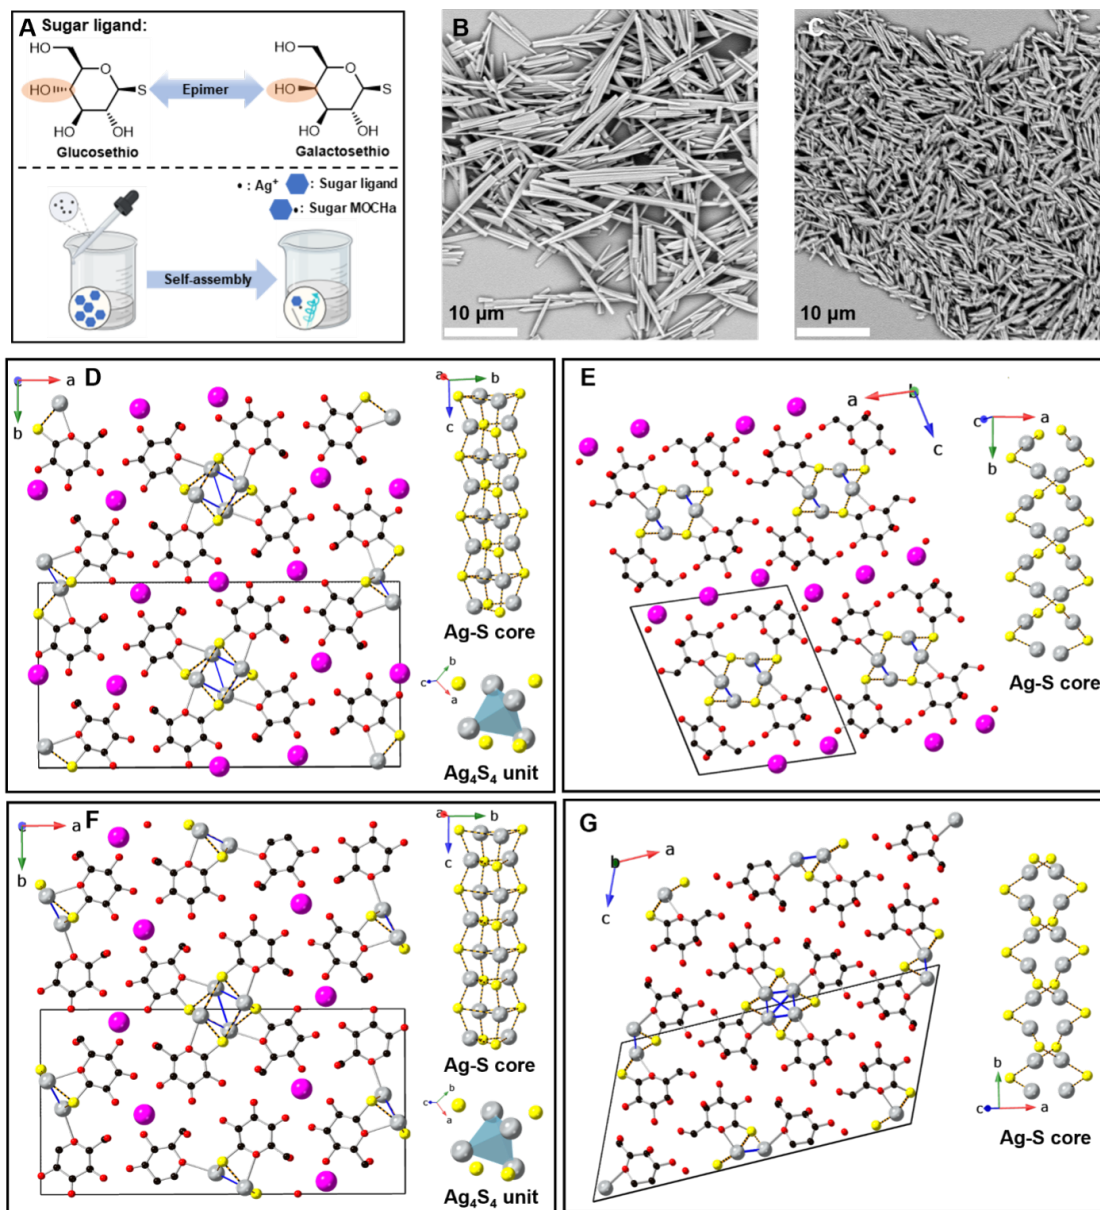 A Sugar ligand:
HO
HO
O
S
HO
OH
Glucosethio
Epimer
HO
HO
O
S
HO
OH
Galactosethio
: Ag⁺
: Sugar ligand
: Sugar MOCHa
Self-assembly
B
10 µm
C
10 µm
D
a
b
a
b
c
Ag-S core
b
c
a
Ag₄S₄ unit
E
b
a
c
c
a
b
Ag-S core
F
a
b
a
b
c
Ag-S core
b
c
a
Ag₄S₄ unit
G
b
a
c
b
c
a
Ag-S core